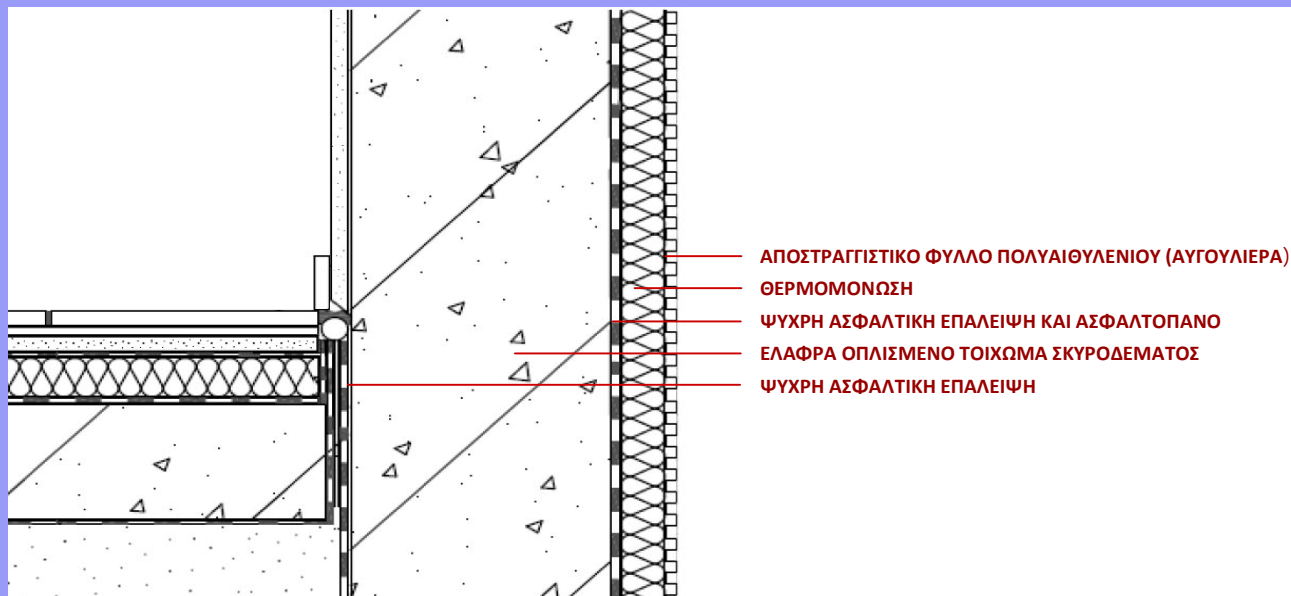 ΑΠΟΣΤΡΑΓΓΙΣΤΙΚΟ ΦΥΛΛΟ ΠΟΛΥΑΙΘΥΛΕΝΙΟΥ (ΑΥΓΟΥΛΙΕΡΑ)
ΘΕΡΜΟΜΟΝΩΣΗ
ΨΥΧΡΗ ΑΣΦΑΛΤΙΚΗ ΕΠΑΛΕΙΨΗ ΚΑΙ ΑΣΦΑΛΤΟΠΑΝΟ
ΕΛΑΦΡΑ ΟΠΛΙΣΜΕΝΟ ΤΟΙΧΩΜΑ ΣΚΥΡΟΔΕΜΑΤΟΣ
ΨΥΧΡΗ ΑΣΦΑΛΤΙΚΗ ΕΠΑΛΕΙΨΗ